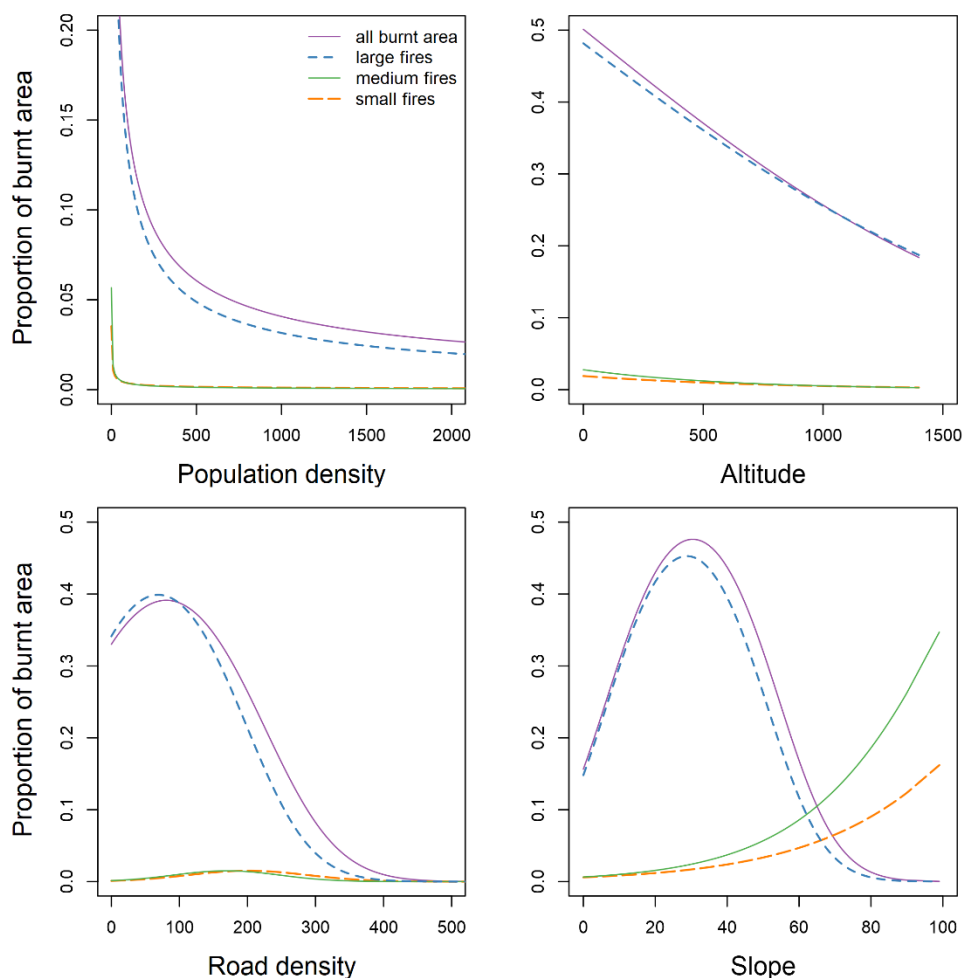 all burnt area
large fires
medium fires
small fires
Proportion of burnt area
0.00 0.05 0.10 0.15 0.20
0 500 1000 1500 2000
Population density
0.0 0.1 0.2 0.3 0.4 0.5
0 500 1000 1500
Altitude
Proportion of burnt area
0.0 0.1 0.2 0.3 0.4 0.5
0 100 200 300 400 500
Road density
0.0 0.1 0.2 0.3 0.4 0.5
0 20 40 60 80 100
Slope